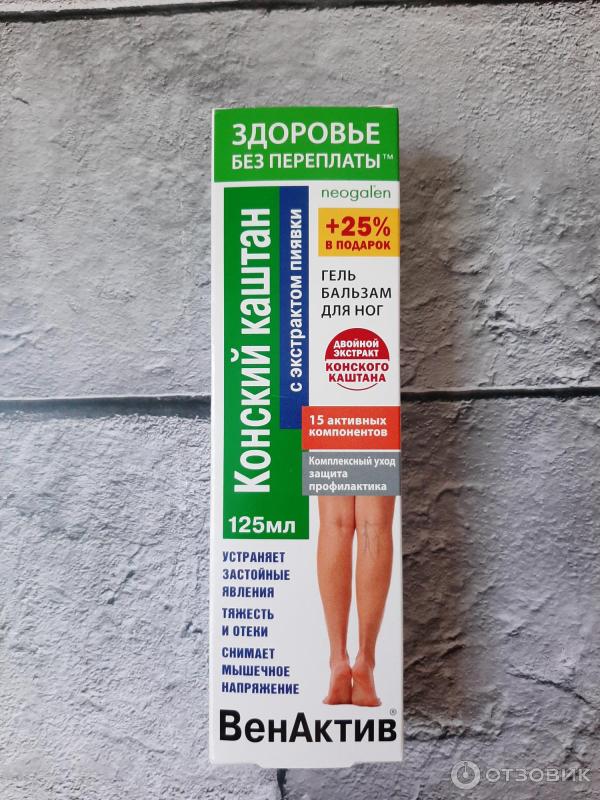 ЗДОРОВЬЕ
БЕЗ ПЕРЕПЛАТЫ™
neogalen
Конский каштан
с экстрактом пиявки
+25%
В ПОДАРОК
ГЕЛЬ
БАЛЬЗАМ
ДЛЯ НОГ
ДВОЙНОЙ
ЭКСТРАКТ
КОНСКОГО
КАШТАНА
15 активных
компонентов
Комплексный уход
защита
профилактика
125мл
УСТРАНЯЕТ
ЗАСТОЙНЫЕ
ЯВЛЕНИЯ
ТЯЖЕСТЬ
И ОТЕКИ
СНИМАЕТ
МЫШЕЧНОЕ
НАПРЯЖЕНИЕ
ВенАктив®
ОТЗОВИК